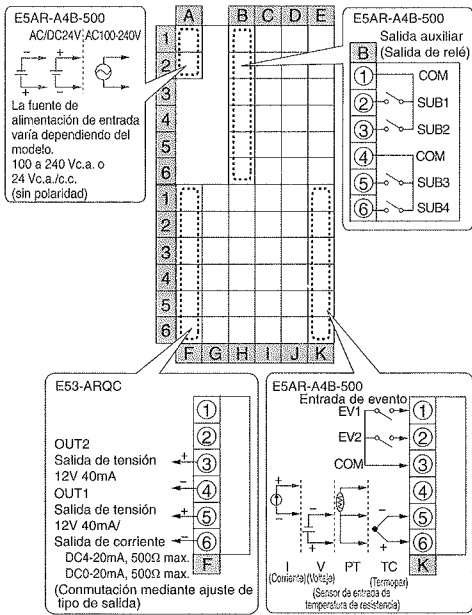 E5AR-A4B-500
AC/DC24V AC100-240V
La fuente de
alimentación de entrada
varía dependiendo del
modelo.
100 a 240 Vc.a. o
24 Vc.a./c.c.
(sin polaridad)
A B C D E
1
2
3
4
5
6
1
2
3
4
5
6
F G H I J K
E5AR-A4B-500
Salida auxiliar
(Salida de relé)
B
1 COM
2 SUB1
3 SUB2
4 COM
5 SUB3
6 SUB4
E53-ARQC
1
2
OUT2
Salida de tensión + 3
12V 40mA
OUT1 - 4
Salida de tensión + 5
12V 40mA/
Salida de corriente - 6
DC4-20mA, 500Ω max. F
DC0-20mA, 500Ω max.
(Conmutación mediante ajuste de
tipo de salida)
E5AR-A4B-500
Entrada de evento
EV1 1
EV2 2
COM 3
4
5
6
K
I V PT TC
(Corriente) (Voltaje) (Termopar)
(Sensor de entrada de
temperatura de resistencia)